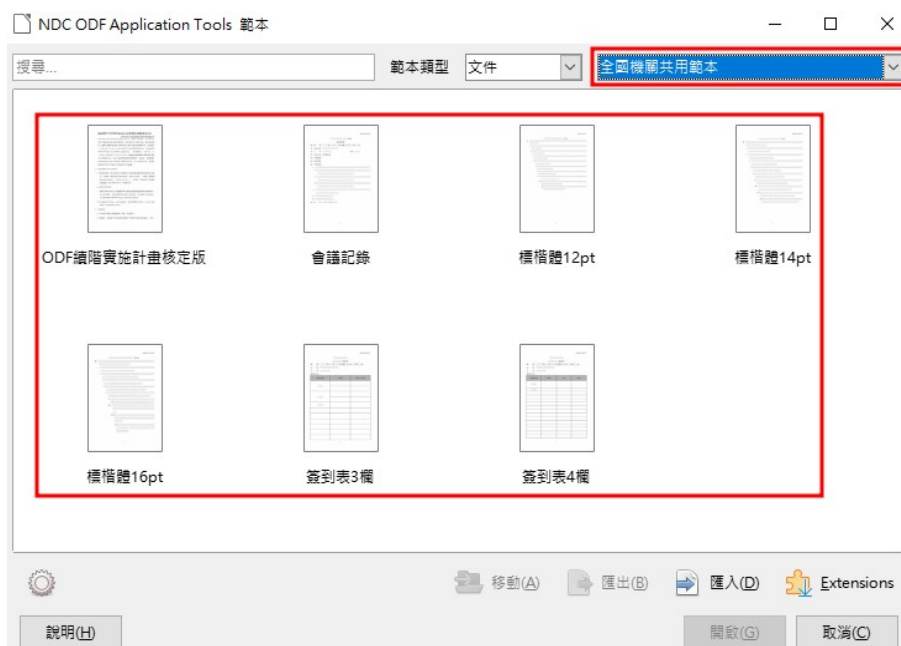 NDC ODF Application Tools 範本
搜尋... 範本類型 文件 全國機關共用範本
ODF續階實施計畫核定版 會議記錄 標楷體12pt 標楷體14pt
標楷體16pt 簽到表3欄 簽到表4欄
移動(A) 匯出(B) 匯入(D) Extensions
說明(H) 開啟(G) 取消(C)